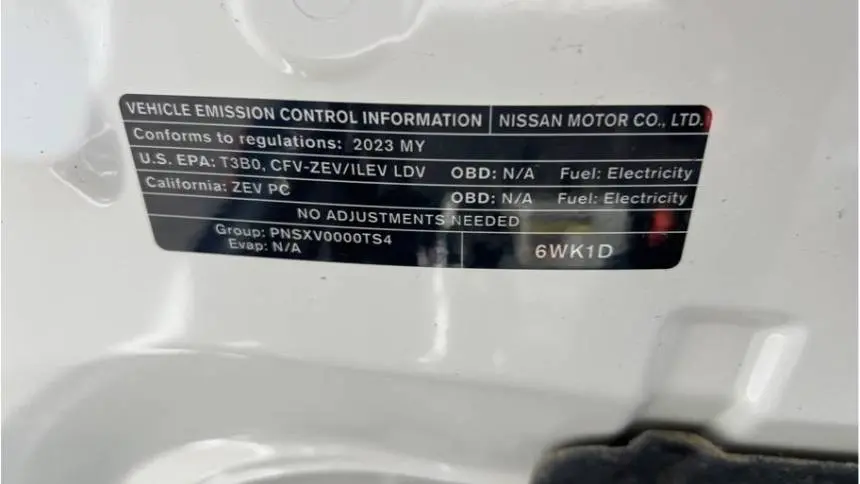 VEHICLE EMISSION CONTROL INFORMATION NISSAN MOTOR CO., LTD.
Conforms to regulations: 2023 MY
U.S. EPA: T3B0, CFV-ZEV/ILEV LDV OBD: N/A Fuel: Electricity
California: ZEV PC OBD: N/A Fuel: Electricity
NO ADJUSTMENTS NEEDED
Group: PNSXV0000TS4
Evap: N/A
6WK1D